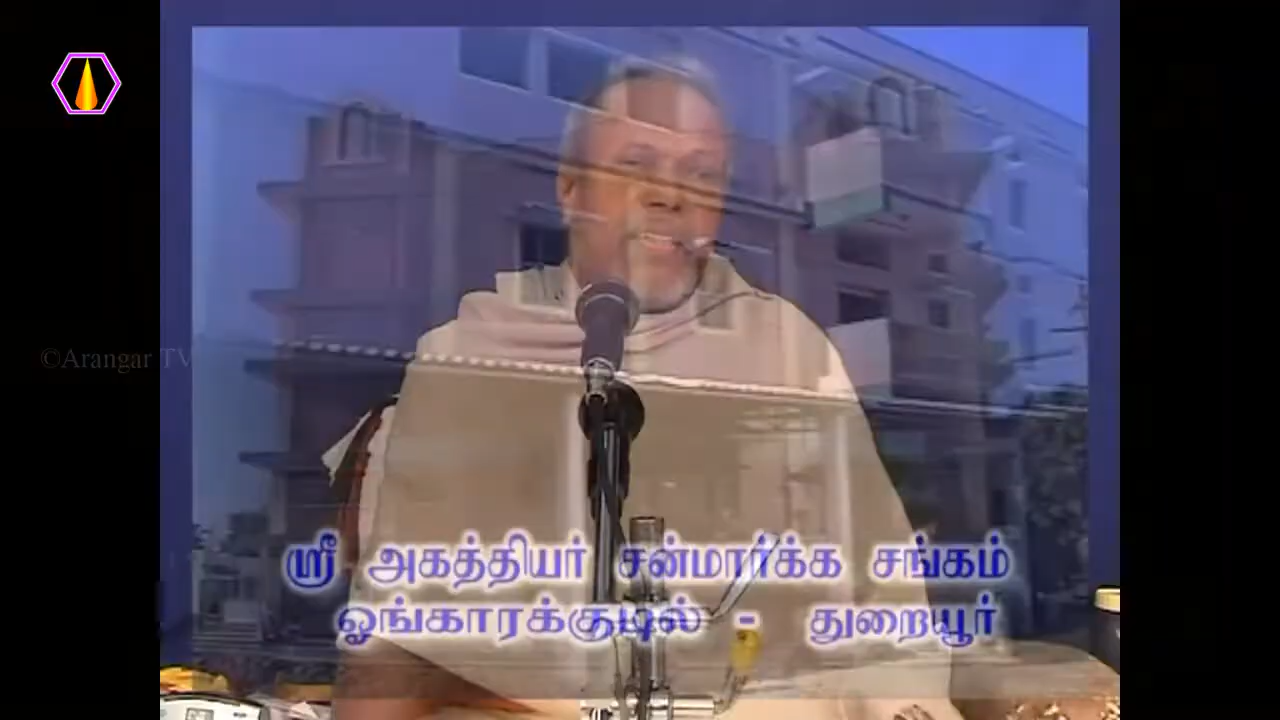 ©Arangar TV
ஸ்ரீ அகத்தியர் சன்மார்க்க சங்கம்
ஓங்காரக்குடில் - துறையூர்